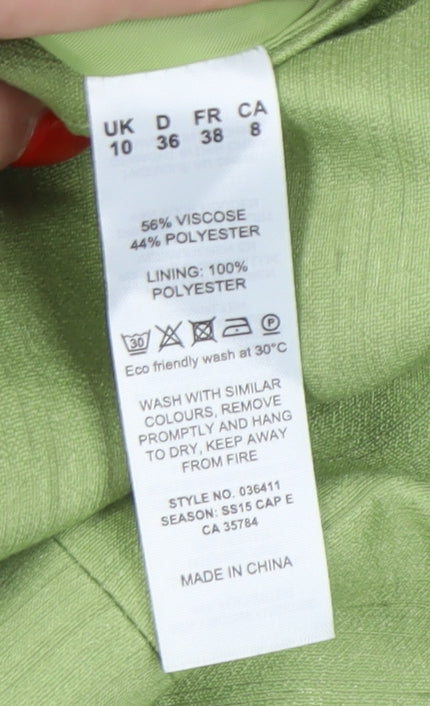 UK D FR CA
10 36 38 8
56% VISCOSE
44% POLYESTER
LINING: 100%
POLYESTER
30 P
Eco friendly wash at 30°C
WASH WITH SIMILAR
COLOURS, REMOVE
PROMPTLY AND HANG
TO DRY, KEEP AWAY
FROM FIRE
STYLE NO. 036411
SEASON: SS15 CAP E
CA 35784
MADE IN CHINA